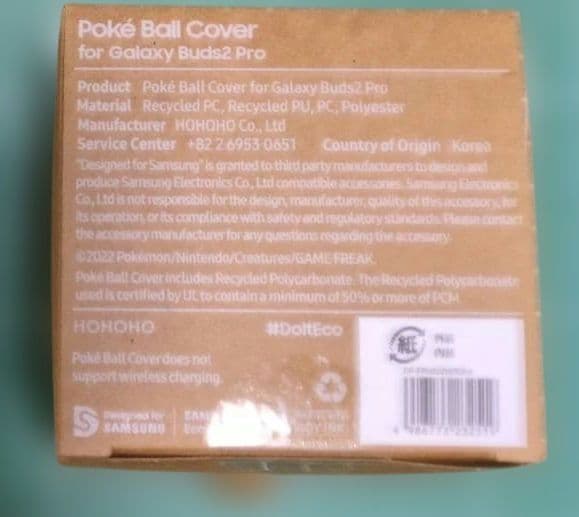 Poké Ball Cover
for Galaxy Buds2 Pro
Product Poké Ball Cover for Galaxy Buds2 Pro
Material Recycled PC, Recycled PU, PC, Polyester
Manufacturer HOHOHO Co., Ltd
Service Center +82 2 6953 0651 Country of Origin Korea
"Designed for Samsung" is granted to third party manufacturers to design and
produce Samsung Electronics Co., Ltd compatible accessories. Samsung Electronics
Co., Ltd is not responsible for the design, manufacturer, quality of this accessory, for
its operation, or its compliance with safety and regulatory standards. Please contact
the accessory manufacturer for any questions regarding the accessory.
©2022 Pokémon/Nintendo/Creatures/GAME FREAK.
Poké Ball Cover includes Recycled Polycarbonate. The Recycled Polycarbonate
used is certified by UL to contain a minimum of 50% or more of PCM
HOHOHO #DoItEco
紙
Poké Ball Cover does not
support wireless charging.
Designed for
SAMSUNG